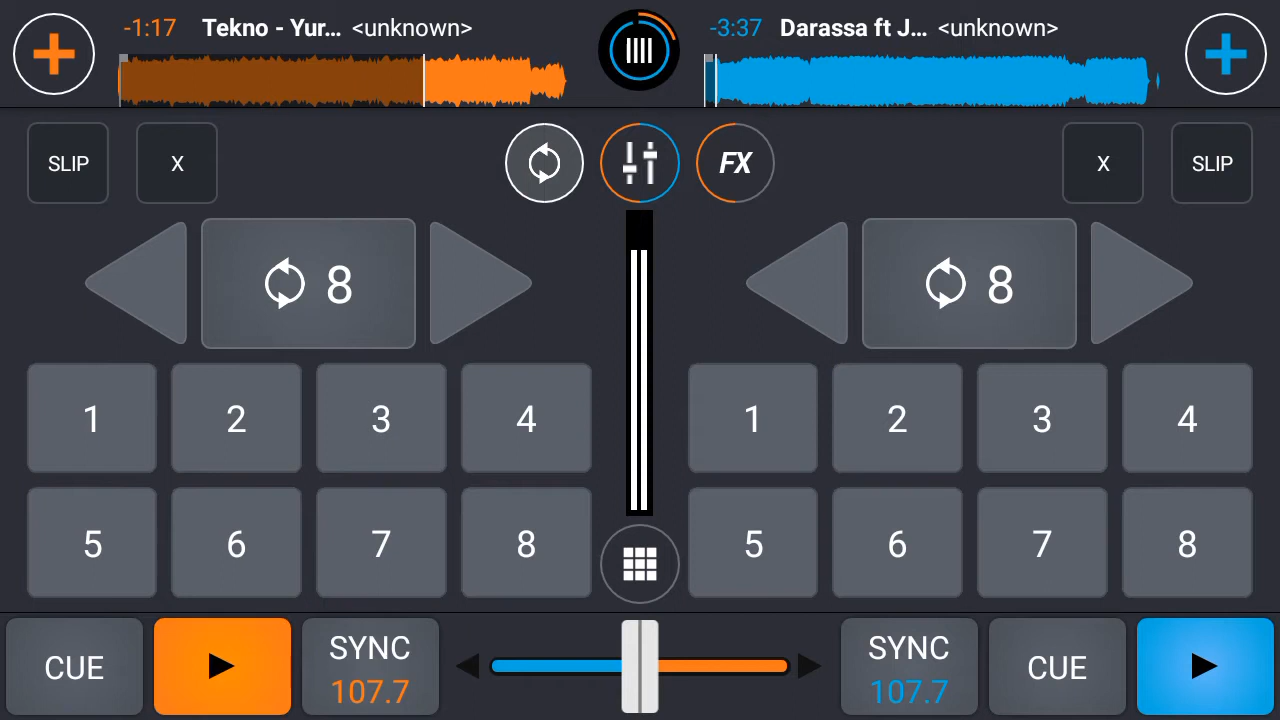 -1:17 Tekno - Yur... <unknown>
-3:37 Darassa ft J... <unknown>
SLIP X FX X SLIP
8 8
1 2 3 4 1 2 3 4
5 6 7 8 5 6 7 8
CUE SYNC 107.7 SYNC 107.7 CUE